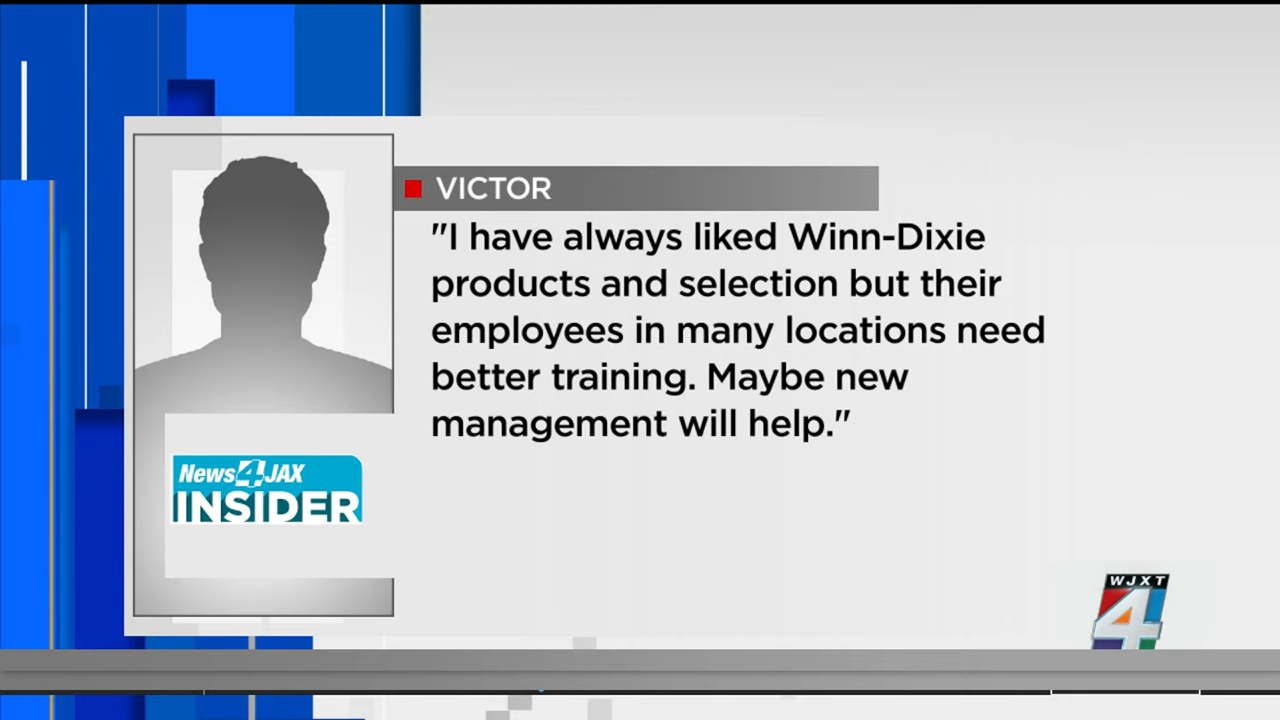 VICTOR
"I have always liked Winn-Dixie
products and selection but their
employees in many locations need
better training. Maybe new
management will help."
News4JAX
INSIDER
WJXT
4